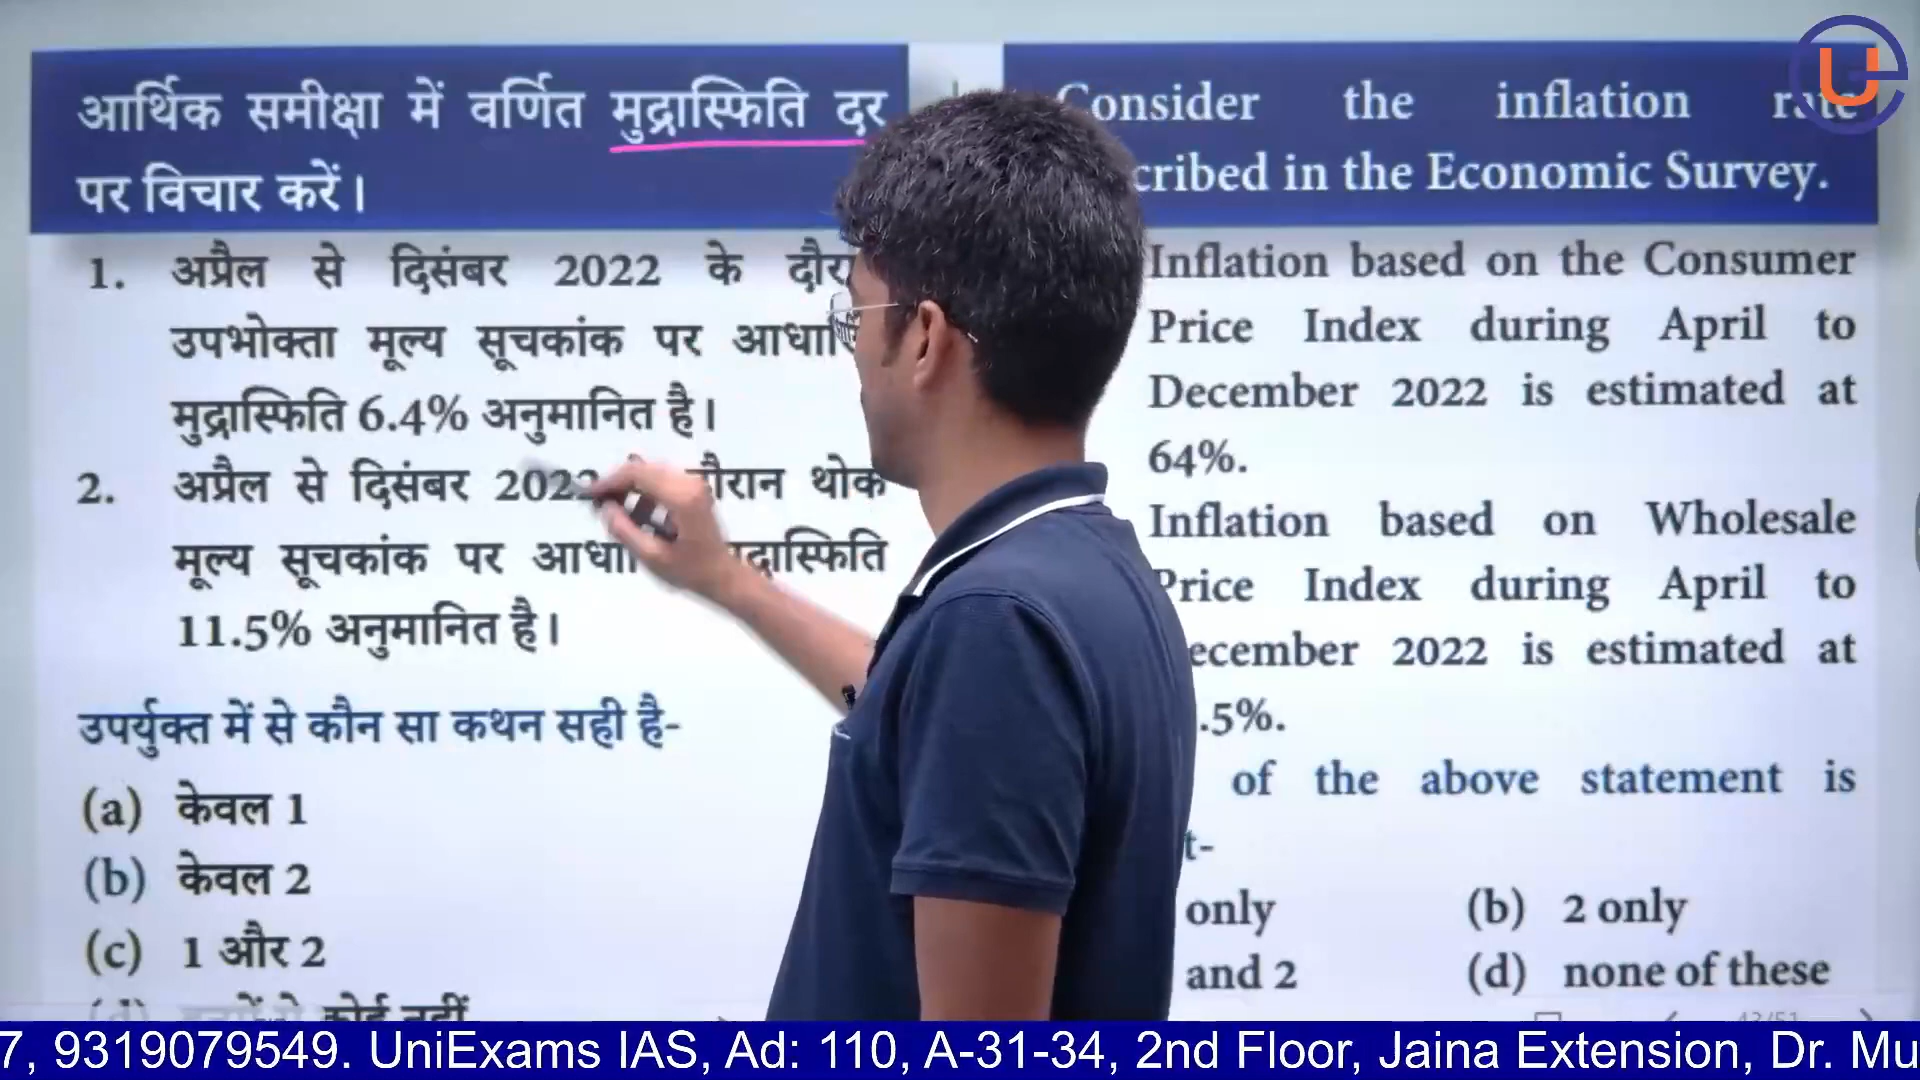 आर्थिक समीक्षा में वर्णित मुद्रास्फिति दर
पर विचार करें।
1. अप्रैल से दिसंबर 2022 के
उपभोक्ता मूल्य सूचकांक पर
मुद्रास्फिति 6.4% अनुमानित है।
2. अप्रैल से दिसंबर थोक
मूल्य सूचकांक पर
11.5% अनुमानित है।
उपर्युक्त में से कौन सा कथन सही है-
(a) केवल 1
(b) केवल 2
(c) 1 और 2
the inflation
in the Economic Survey.
Inflation based on the Consumer
Price Index during April to
December 2022 is estimated at
64%.
Inflation based on Wholesale
Price Index during April to
2022 is estimated at
.5%.
of the above statement is
only (b) 2 only
and 2 (d) none of these
7, 9319079549. UniExams IAS, Ad: 110, A-31-34, 2nd Floor, Jaina Extension, Dr. Mu